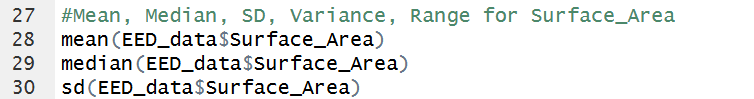 27 #Mean, Median, SD, Variance, Range for Surface_Area
28 mean(EED_data$Surface_Area)
29 median(EED_data$Surface_Area)
30 sd(EED_data$Surface_Area)